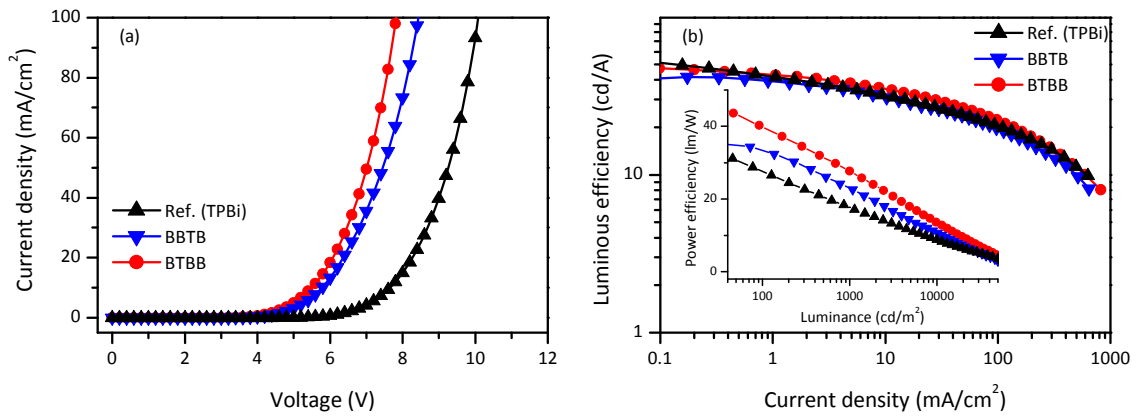 (a)
Current density (mA/cm²)
100
80
60
40
20
0
Ref. (TPBi)
BBTB
BTBB
0 2 4 6 8 10 12
Voltage (V)
(b)
Luminous efficiency (cd/A)
10
1
Ref. (TPBi)
BBTB
BTBB
Power efficiency (lm/W)
40
20
0
100 1000 10000
Luminance (cd/m²)
0.1 1 10 100 1000
Current density (mA/cm²)